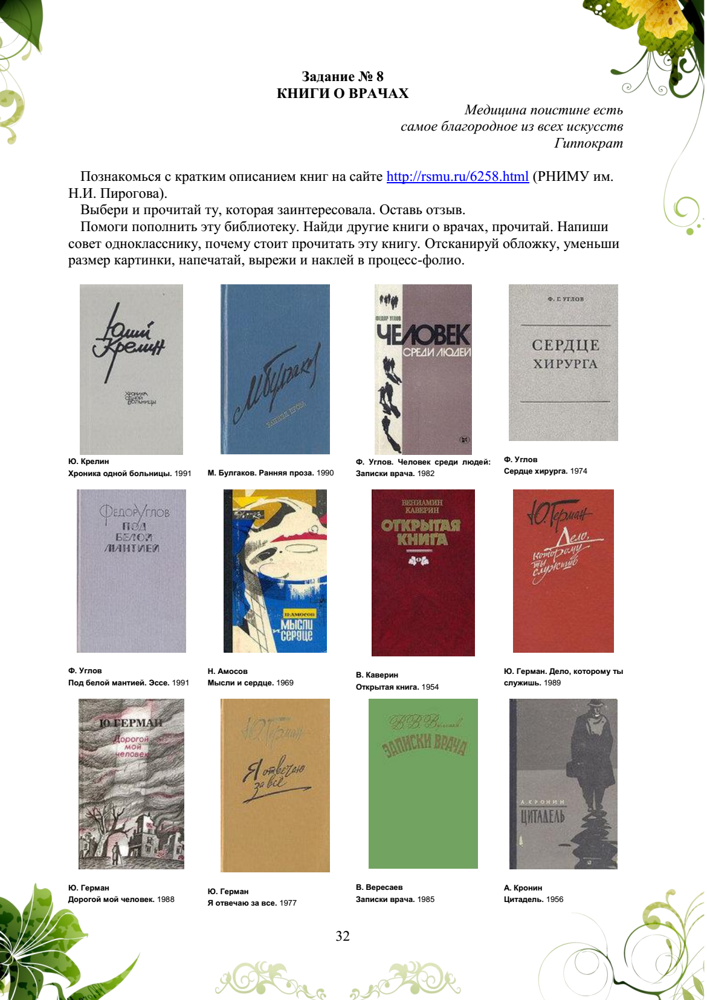 Задание № 8
КНИГИ О ВРАЧАХ
Медицина поистине есть
самое благородное из всех искусств
Гиппократ
Познакомься с кратким описанием книг на сайте http://rsmu.ru/6258.html (РНИМУ им.
Н.И. Пирогова).
Выбери и прочитай ту, которая заинтересовала. Оставь отзыв.
Помоги пополнить эту библиотеку. Найди другие книги о врачах, прочитай. Напиши
совет однокласснику, почему стоит прочитать эту книгу. Отсканируй обложку, уменьши
размер картинки, напечатай, вырежи и наклей в процесс-фолио.
Юлий
Крелин
ХРОНИКА
ОДНОЙ
БОЛЬНИЦЫ
М Булгаков
РАННЯЯ ПРОЗА
ФЕДОР УГЛОВ
ЧЕЛОВЕК
СРЕДИ ЛЮДЕЙ
Ф. Г. УГЛОВ
СЕРДЦЕ
ХИРУРГА
Ю. Крелин
Хроника одной больницы. 1991
М. Булгаков. Ранняя проза. 1990
Ф. Углов. Человек среди людей:
Записки врача. 1982
Ф. Углов
Сердце хирурга. 1974
ФЕДОР УГЛОВ
ПОД
БЕЛОЙ
МАНТИЕЙ
Н. АМОСОВ
МЫСЛИ
И СЕРДЦЕ
ВЕНИАМИН
КАВЕРИН
ОТКРЫТАЯ
КНИГА
Ю. Герман
Дело,
которому
ты
служишь
Ф. Углов
Под белой мантией. Эссе. 1991
Н. Амосов
Мысли и сердце. 1969
В. Каверин
Открытая книга. 1954
Ю. Герман. Дело, которому ты
служишь. 1989
Ю. ГЕРМАН
Дорогой
мой
человек
Ю. Герман
Я отвечаю
за всё
В. В. Вересаев
ЗАПИСКИ ВРАЧА
А. КРОНИН
ЦИТАДЕЛЬ
Ю. Герман
Дорогой мой человек. 1988
Ю. Герман
Я отвечаю за все. 1977
В. Вересаев
Записки врача. 1985
А. Кронин
Цитадель. 1956
32